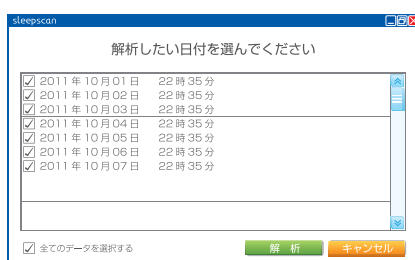 sleepscan
解析したい日付を選んでください
2011年10月01日 22時35分
2011年10月02日 22時35分
2011年10月03日 22時35分
2011年10月04日 22時35分
2011年10月05日 22時35分
2011年10月06日 22時35分
2011年10月07日 22時35分
全てのデータを選択する
解 析
キャンセル